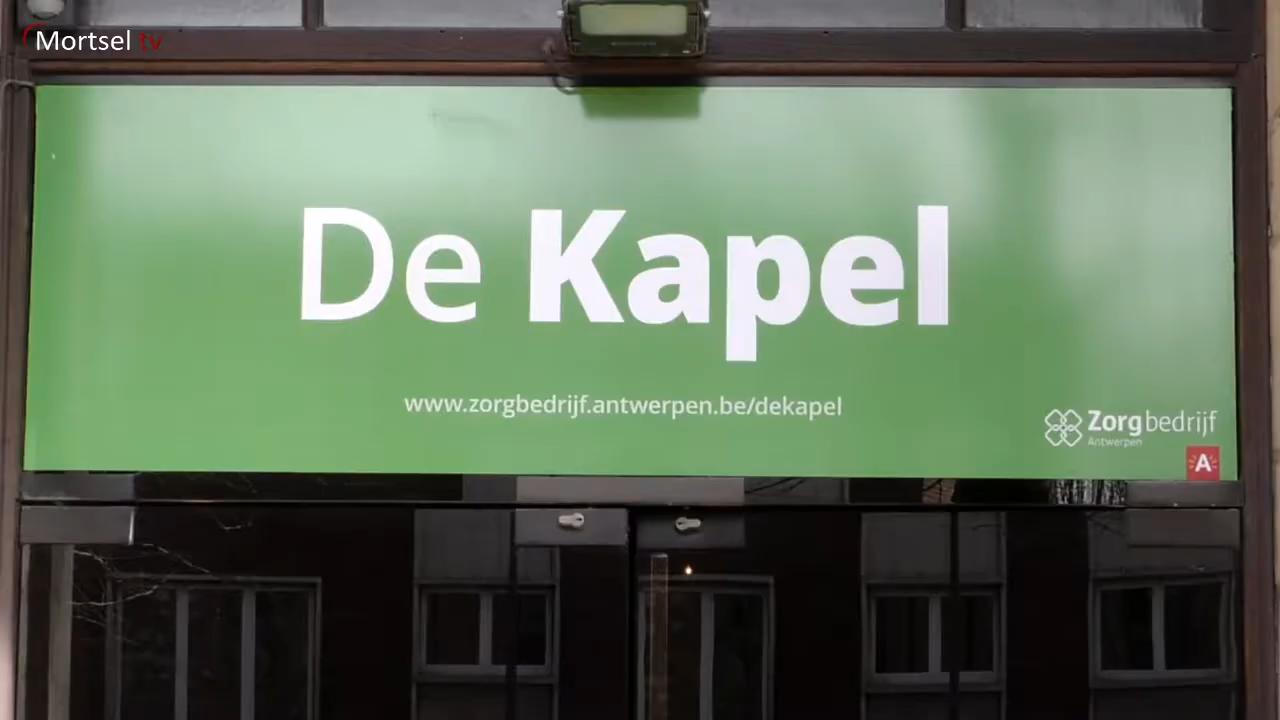 Mortsel tv
De Kapel
www.zorgbedrijf.antwerpen.be/dekapel
Zorgbedrijf
Antwerpen
A